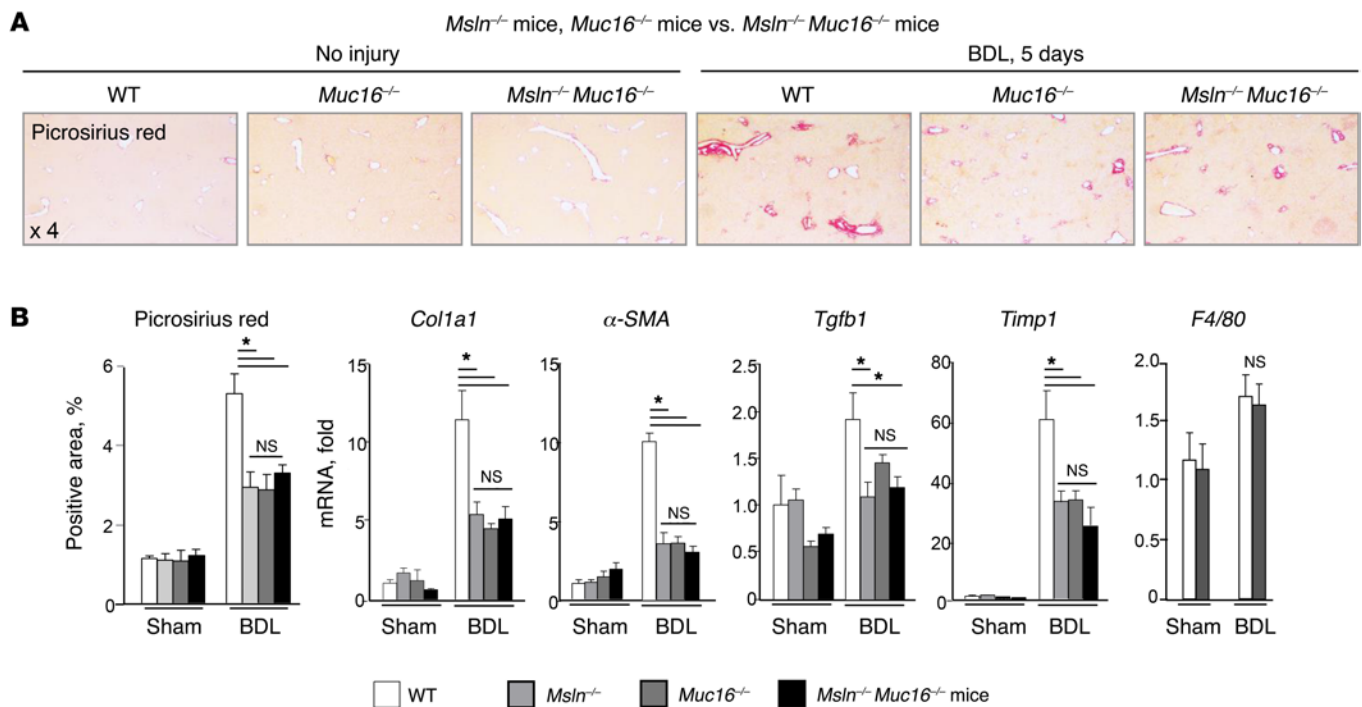 A
Msln⁻/⁻ mice, Muc16⁻/⁻ mice vs. Msln⁻/⁻ Muc16⁻/⁻ mice
No injury
BDL, 5 days
WT
Muc16⁻/⁻
Msln⁻/⁻ Muc16⁻/⁻
WT
Muc16⁻/⁻
Msln⁻/⁻ Muc16⁻/⁻
Picrosirius red
x 4
B
Picrosirius red
Positive area, %
6
4
2
0
*
NS
Sham
BDL
Col1a1
mRNA, fold
15
10
5
0
*
NS
Sham
BDL
α-SMA
15
10
5
0
*
NS
Sham
BDL
Tgfb1
2.5
2.0
1.5
1.0
0.5
0
*
*
NS
Sham
BDL
Timp1
80
60
40
20
0
*
NS
Sham
BDL
F4/80
2.0
1.5
1.0
0.5
0
NS
Sham
BDL
WT
Msln⁻/⁻
Muc16⁻/⁻
Msln⁻/⁻ Muc16⁻/⁻ mice